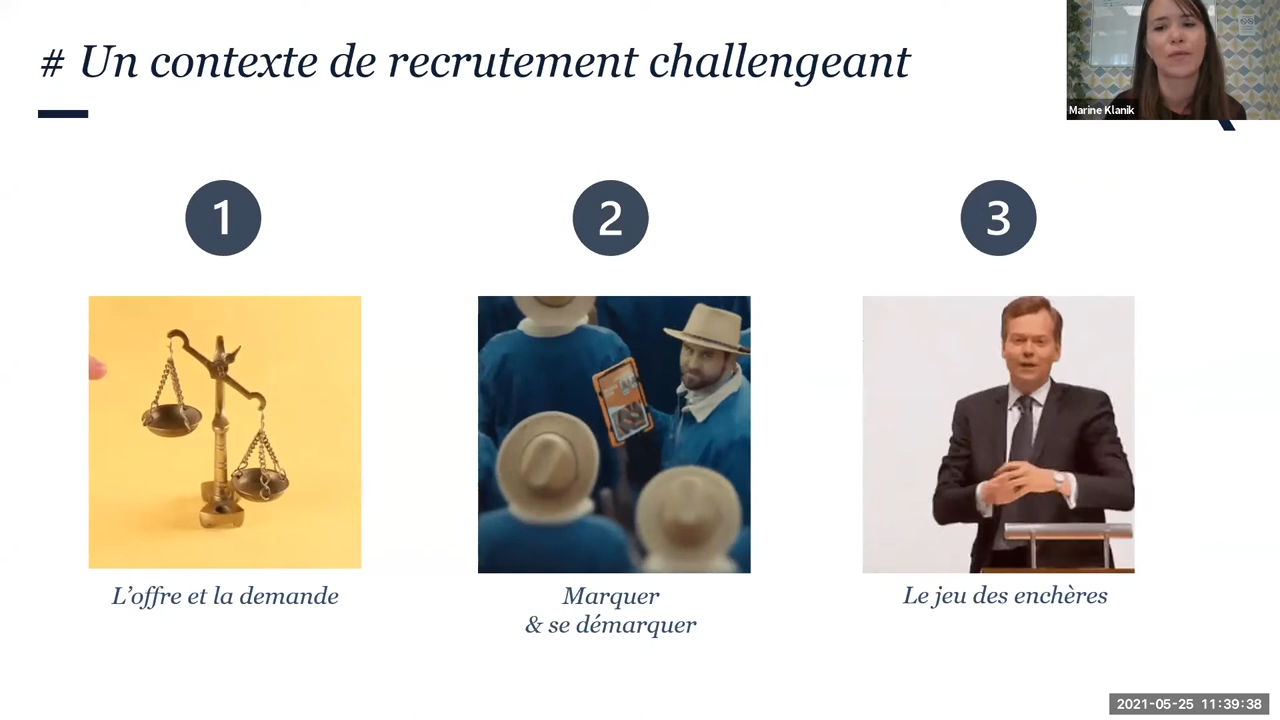 # Un contexte de recrutement challengeant
Marine Klanik
1
2
3
L'offre et la demande
Marquer
& se démarquer
Le jeu des enchères
2021-05-25 11:39:38